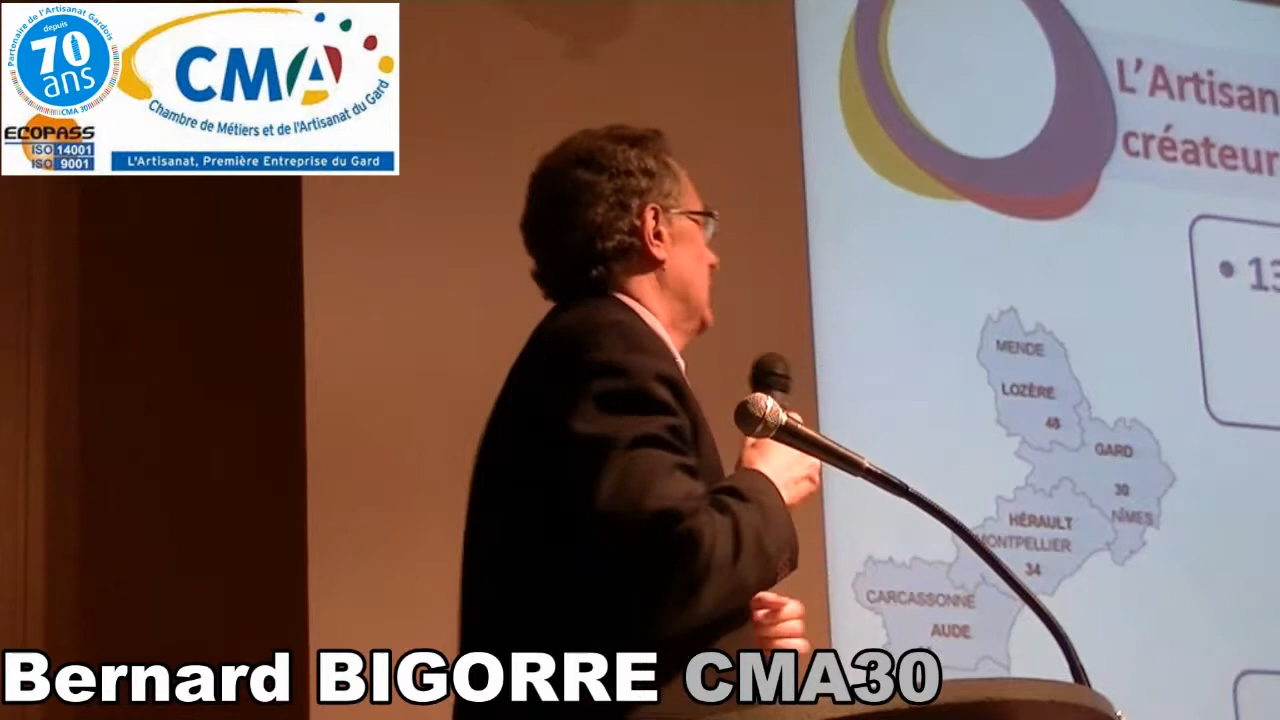 Partenaire de l'Artisanat Gardois
depuis
70
ans
CMA 30
CMA
Chambre de Métiers et de l'Artisanat du Gard
ECOPASS
ISO 14001
ISO 9001
L'Artisanat, Première Entreprise du Gard
L'Artisan
créateur
• 13
MENDE
LOZÈRE
48
GARD
30
NÎMES
HÉRAULT
MONTPELLIER
34
CARCASSONNE
AUDE
Bernard BIGORRE CMA30